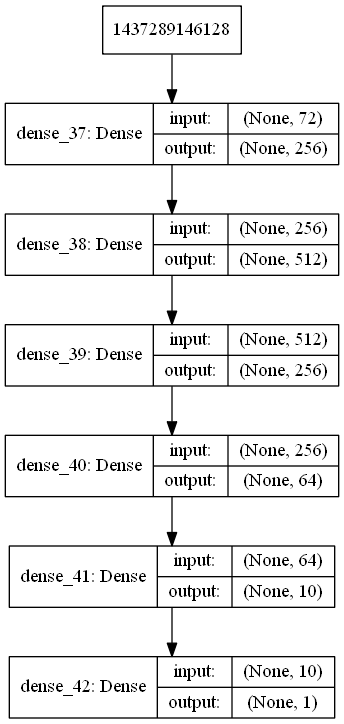 1437289146128
dense_37: Dense
input: (None, 72)
output: (None, 256)
dense_38: Dense
input: (None, 256)
output: (None, 512)
dense_39: Dense
input: (None, 512)
output: (None, 256)
dense_40: Dense
input: (None, 256)
output: (None, 64)
dense_41: Dense
input: (None, 64)
output: (None, 10)
dense_42: Dense
input: (None, 10)
output: (None, 1)